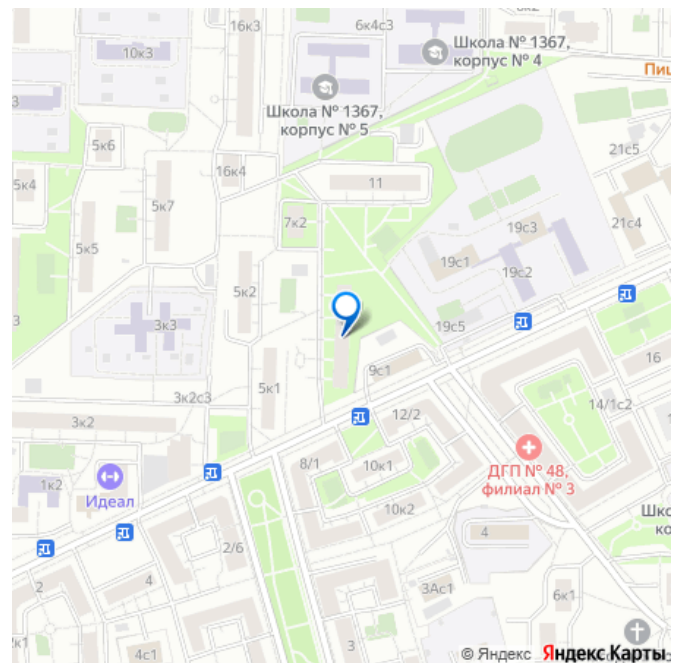 16к3
6к4с3
10к3
Школа № 1367,
корпус № 4
Пиц
3
Школа № 1367,
корпус № 5
5к6
21с5
16к4
11
5к4
5к7
7к2
19с3
21с4
5к5
19с1
19с2
5к2
3
3к3
19с5
16
9с1
5к1
3к2с3
14/1с2
3к2
12/2
8/1
10к1
ДГП № 48,
филиал № 3
Идеал
1к2
10к2
Шко
ко
4
2/6
2
4
3Ас1
6к1
3
2к1
4с1
© Яндекс Яндекс Карты